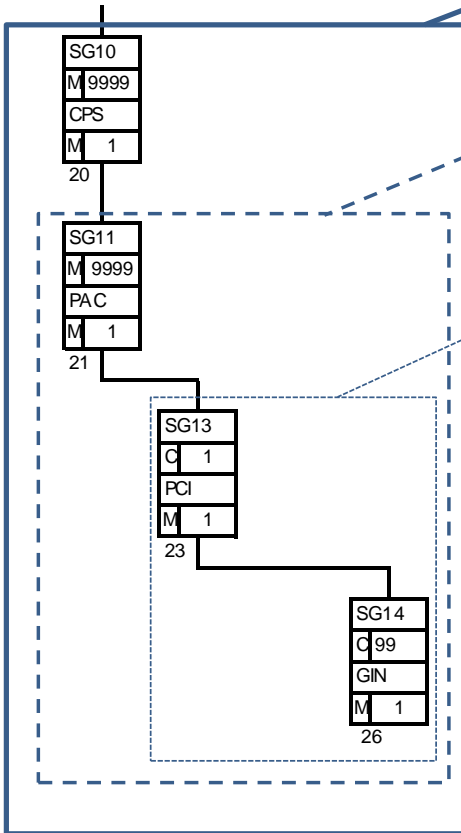 SG10
M 9999
CPS
M 1
20
SG11
M 9999
PAC
M 1
21
SG13
C 1
PCI
M 1
23
SG14
C 99
GIN
M 1
26